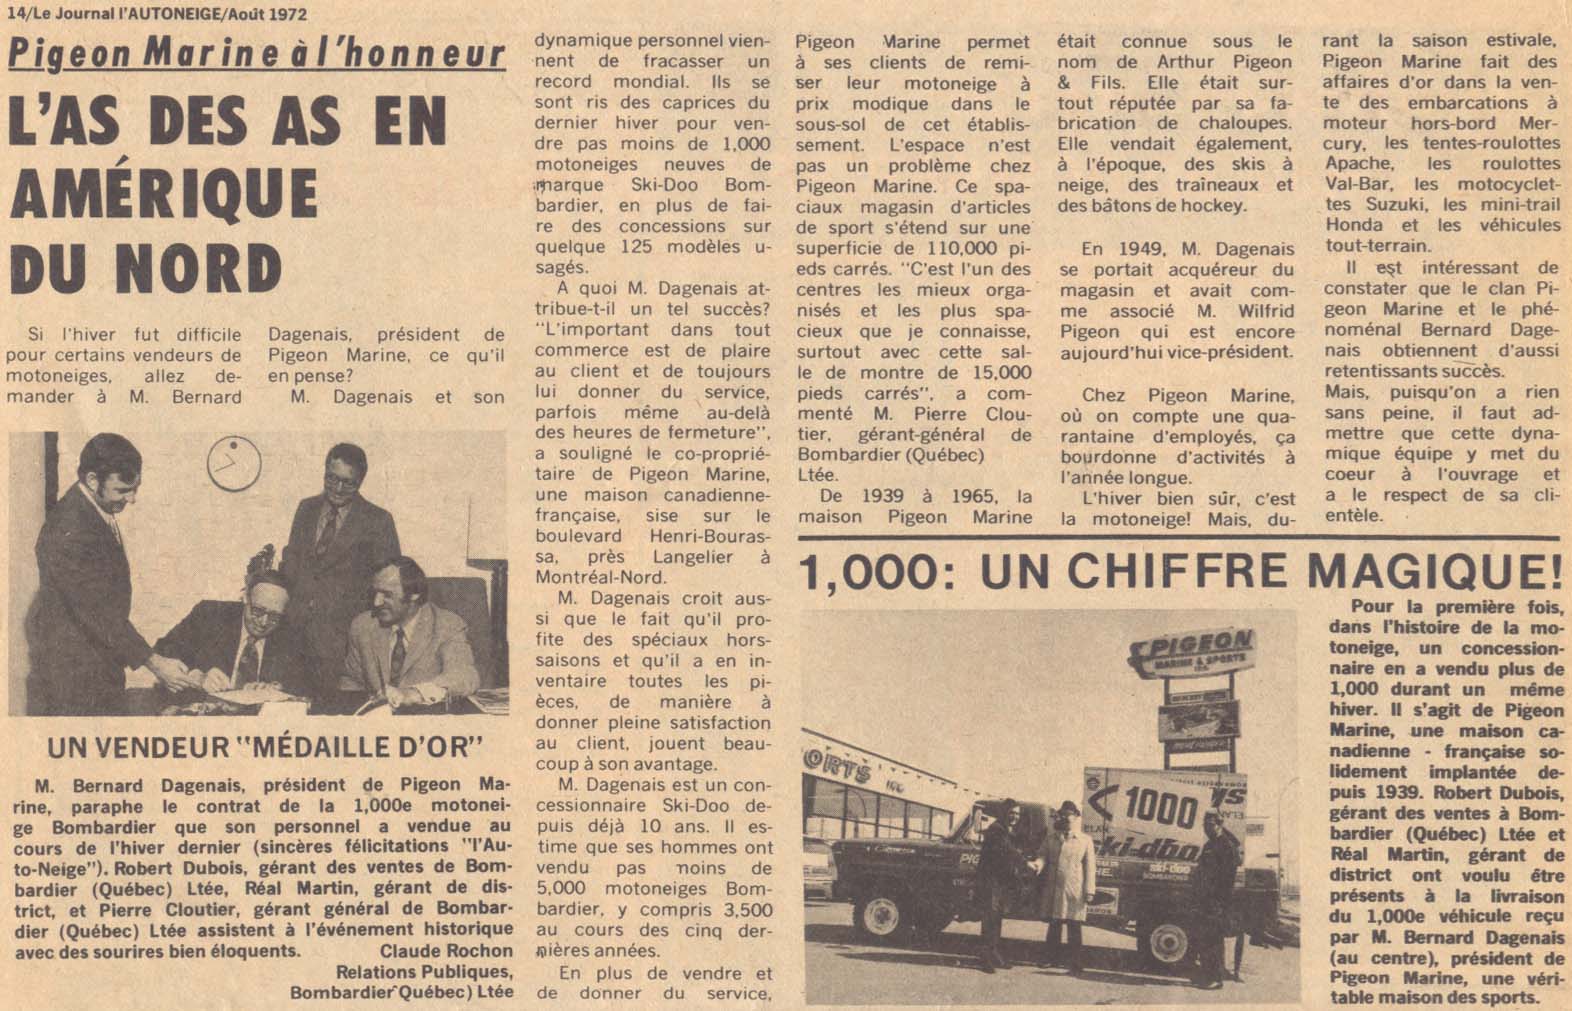 14/Le Journal l'AUTONEIGE/Août 1972
Pigeon Marine à l'honneur
L'AS DES AS EN
AMÉRIQUE
DU NORD
Si l'hiver fut difficile
pour certains vendeurs de
motoneiges, allez de-
mander à M. Bernard
Dagenais, président de
Pigeon Marine, ce qu'il
en pense?
M. Dagenais et son
UN VENDEUR "MÉDAILLE D'OR"
M. Bernard Dagenais, président de Pigeon Ma-
rine, paraphe le contrat de la 1,000e motonei-
ge Bombardier que son personnel a vendue au
cours de l'hiver dernier (sincères félicitations "l'Au-
to-Neige"). Robert Dubois, gérant des ventes de Bom-
bardier (Québec) Ltée, Réal Martin, gérant de dis-
trict, et Pierre Cloutier, gérant général de Bombar-
dier (Québec) Ltée assistent à l'événement historique
avec des sourires bien éloquents. Claude Rochon
Relations Publiques,
Bombardier Québec) Ltée
dynamique personnel vien-
nent de fracasser un
record mondial. Ils se
sont ris des caprices du
dernier hiver pour ven-
dre pas moins de 1,000
motoneiges neuves de
marque Ski-Doo Bom-
bardier, en plus de fai-
re des concessions sur
quelque 125 modèles u-
sagés.
A quoi M. Dagenais at-
tribue-t-il un tel succès?
"L'important dans tout
commerce est de plaire
au client et de toujours
lui donner du service,
parfois même au-delà
des heures de fermeture",
a souligné le co-proprié-
taire de Pigeon Marine,
une maison canadienne-
française, sise sur le
boulevard Henri-Bouras-
sa, près Langelier à
Montréal-Nord.
M. Dagenais croit aus-
si que le fait qu'il pro-
fite des spéciaux hors-
saisons et qu'il a en in-
ventaire toutes les pi-
èces, de manière à
donner pleine satisfaction
au client, jouent beau-
coup à son avantage.
M. Dagenais est un con-
cessionnaire Ski-Doo de-
puis déjà 10 ans. Il es-
time que ses hommes ont
vendu pas moins de
5,000 motoneiges Bom-
bardier, y compris 3,500
au cours des cinq der-
nières années.
En plus de vendre et
de donner du service,
Pigeon Marine permet
à ses clients de remi-
ser leur motoneige à
prix modique dans le
sous-sol de cet établis-
sement. L'espace n'est
pas un problème chez
Pigeon Marine. Ce spa-
ciaux magasin d'articles
de sport s'étend sur une
superficie de 110,000 pi-
eds carrés. "C'est l'un des
centres les mieux orga-
nisés et les plus spa-
cieux que je connaisse,
surtout avec cette sal-
le de montre de 15,000
pieds carrés", a com-
menté M. Pierre Clou-
tier, gérant-général de
Bombardier (Québec)
Ltée.
De 1939 à 1965, la
maison Pigeon Marine
était connue sous le
nom de Arthur Pigeon
& Fils. Elle était sur-
tout réputée par sa fa-
brication de chaloupes.
Elle vendait également,
à l'époque, des skis à
neige, des traîneaux et
des bâtons de hockey.
En 1949, M. Dagenais
se portait acquéreur du
magasin et avait com-
me associé M. Wilfrid
Pigeon qui est encore
aujourd'hui vice-président.
Chez Pigeon Marine,
où on compte une qua-
rantaine d'employés, ça
bourdonne d'activités à
l'année longue.
L'hiver bien sûr, c'est
la motoneige! Mais, du-
rant la saison estivale,
Pigeon Marine fait des
affaires d'or dans la ven-
te des embarcations à
moteur hors-bord Mer-
cury, les tentes-roulottes
Apache, les roulottes
Val-Bar, les motocyclet-
tes Suzuki, les mini-trail
Honda et les véhicules
tout-terrain.
Il est intéressant de
constater que le clan Pi-
geon Marine et le phé-
noménal Bernard Dage-
nais obtiennent d'aussi
retentissants succès.
Mais, puisqu'on a rien
sans peine, il faut ad-
mettre que cette dyna-
mique équipe y met du
coeur à l'ouvrage et
a le respect de sa cli-
entèle.
1,000: UN CHIFFRE MAGIQUE!
PIGEON
MARINE & SPORTS
ORTS
1000
ski-doo
Pour la première fois,
dans l'histoire de la mo-
toneige, un concession-
naire en a vendu plus de
1,000 durant un même
hiver. Il s'agit de Pigeon
Marine, une maison ca-
nadienne - française so-
lidement implantée de-
puis 1939. Robert Dubois,
gérant des ventes à Bom-
bardier (Québec) Ltée et
Réal Martin, gérant de
district ont voulu être
présents à la livraison
du 1,000e véhicule reçu
par M. Bernard Dagenais
(au centre), président de
Pigeon Marine, une véri-
table maison des sports.